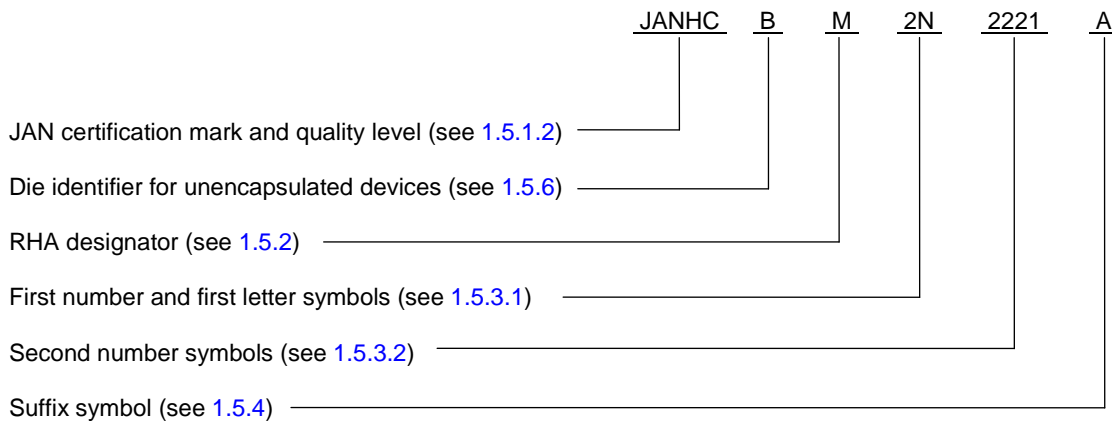 JANHC B M 2N 2221 A
JAN certification mark and quality level (see 1.5.1.2)
Die identifier for unencapsulated devices (see 1.5.6)
RHA designator (see 1.5.2)
First number and first letter symbols (see 1.5.3.1)
Second number symbols (see 1.5.3.2)
Suffix symbol (see 1.5.4)